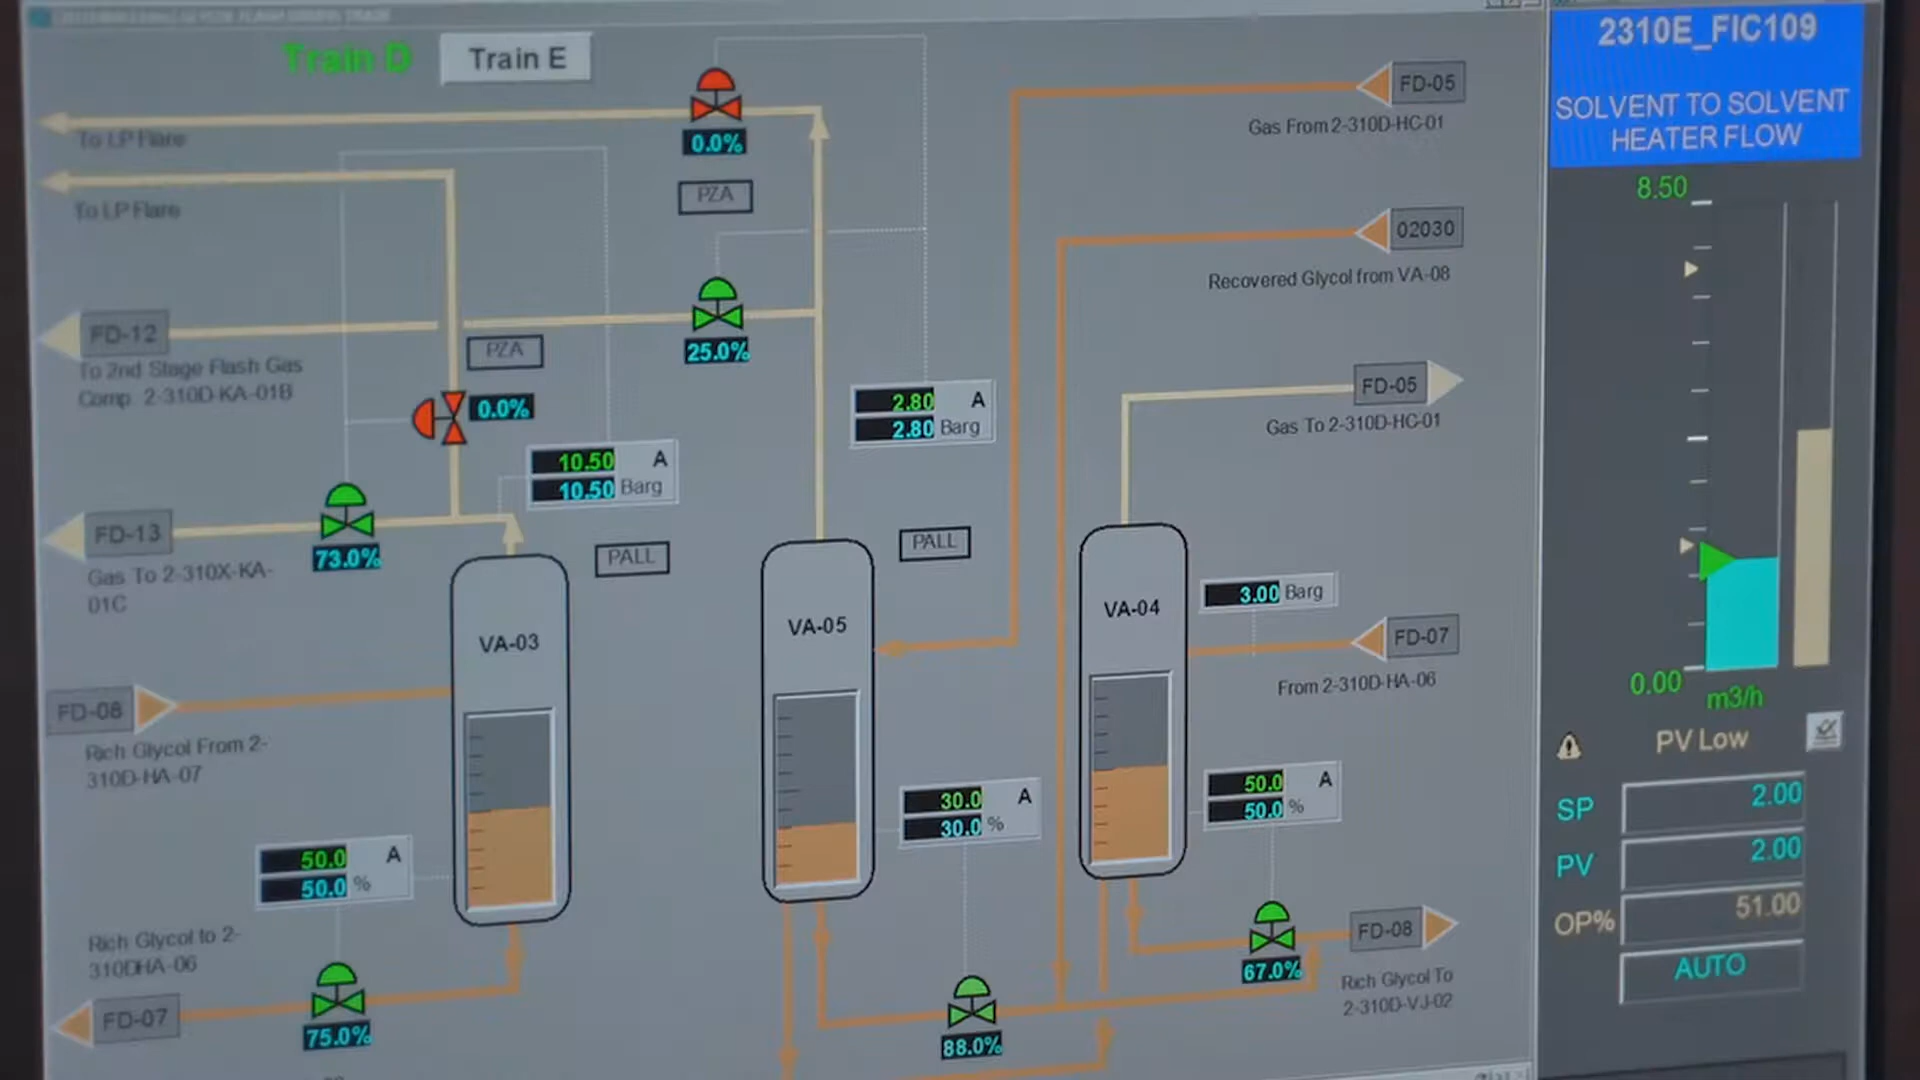 Train D
Train E
To LP Flare
0.0%
PZA
To LP Flare
FD-05
Gas From 2-310D-HC-01
02030
Recovered Glycol from VA-08
FD-12
To 2nd Stage Flash Gas
Comp. 2-310D-KA-01B
PZA
25.0%
0.0%
2.80 A
2.80 Barg
FD-05
Gas To 2-310D-HC-01
10.50 A
10.50 Barg
FD-13
73.0%
Gas To 2-310X-KA-
01C
PALL
PALL
VA-03
VA-05
VA-04
3.00 Barg
FD-07
From 2-310D-HA-06
FD-08
Rich Glycol From 2-
310D-HA-07
50.0 A
50.0 %
30.0 A
30.0 %
50.0 A
50.0 %
Rich Glycol to 2-
310DHA-06
FD-07
75.0%
88.0%
67.0%
FD-08
Rich Glycol To
2-310D-VJ-02
2310E_FIC109
SOLVENT TO SOLVENT
HEATER FLOW
8.50
0.00
m3/h
PV Low
SP 2.00
PV 2.00
OP% 51.00
AUTO